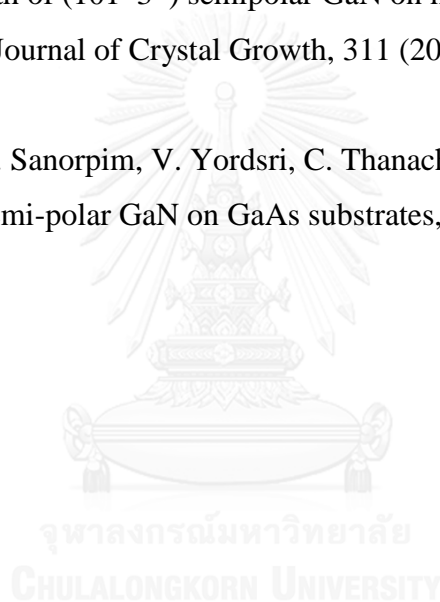 of (101 3 ) semipolar GaN on
Journal of Crystal Growth, 311 (20
Sanorpim, V. Yordsri, C. Thanach
mi-polar GaN on GaAs substrates,
จุฬาลงกรณ์มหาวิทยาลัย
CHULALONGKORN UNIVERSITY